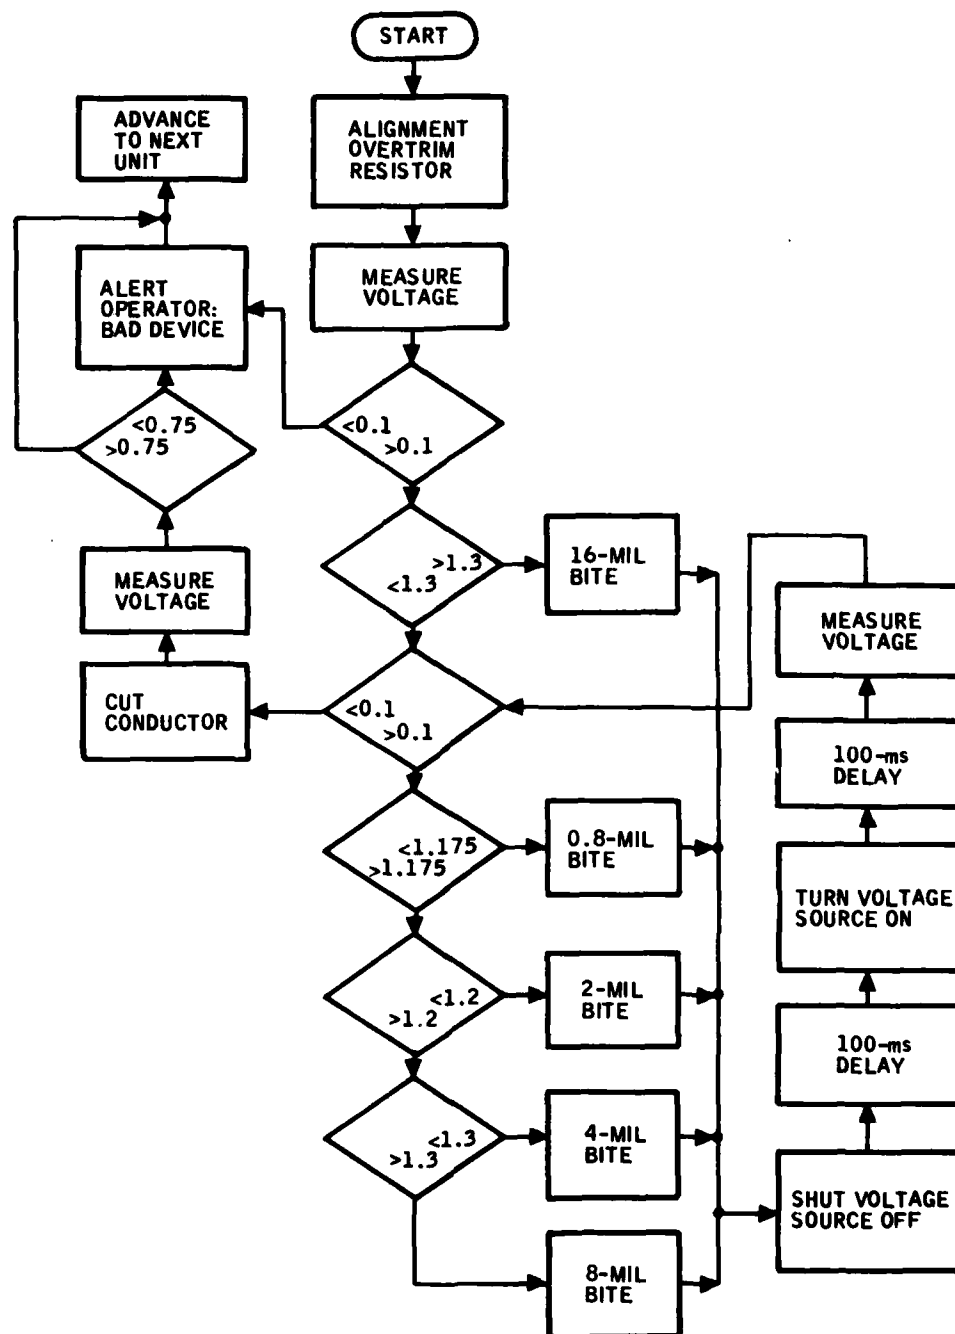 START
ADVANCE
TO NEXT
UNIT
ALIGNMENT
OVERTRIM
RESISTOR
ALERT
OPERATOR:
BAD DEVICE
MEASURE
VOLTAGE
<0.75
>0.75
<0.1
>0.1
MEASURE
VOLTAGE
>1.3
<1.3
16-MIL
BITE
MEASURE
VOLTAGE
CUT
CONDUCTOR
<0.1
>0.1
100-ms
DELAY
<1.175
>1.175
0.8-MIL
BITE
TURN VOLTAGE
SOURCE ON
<1.2
>1.2
2-MIL
BITE
100-ms
DELAY
<1.3
>1.3
4-MIL
BITE
SHUT VOLTAGE
SOURCE OFF
8-MIL
BITE